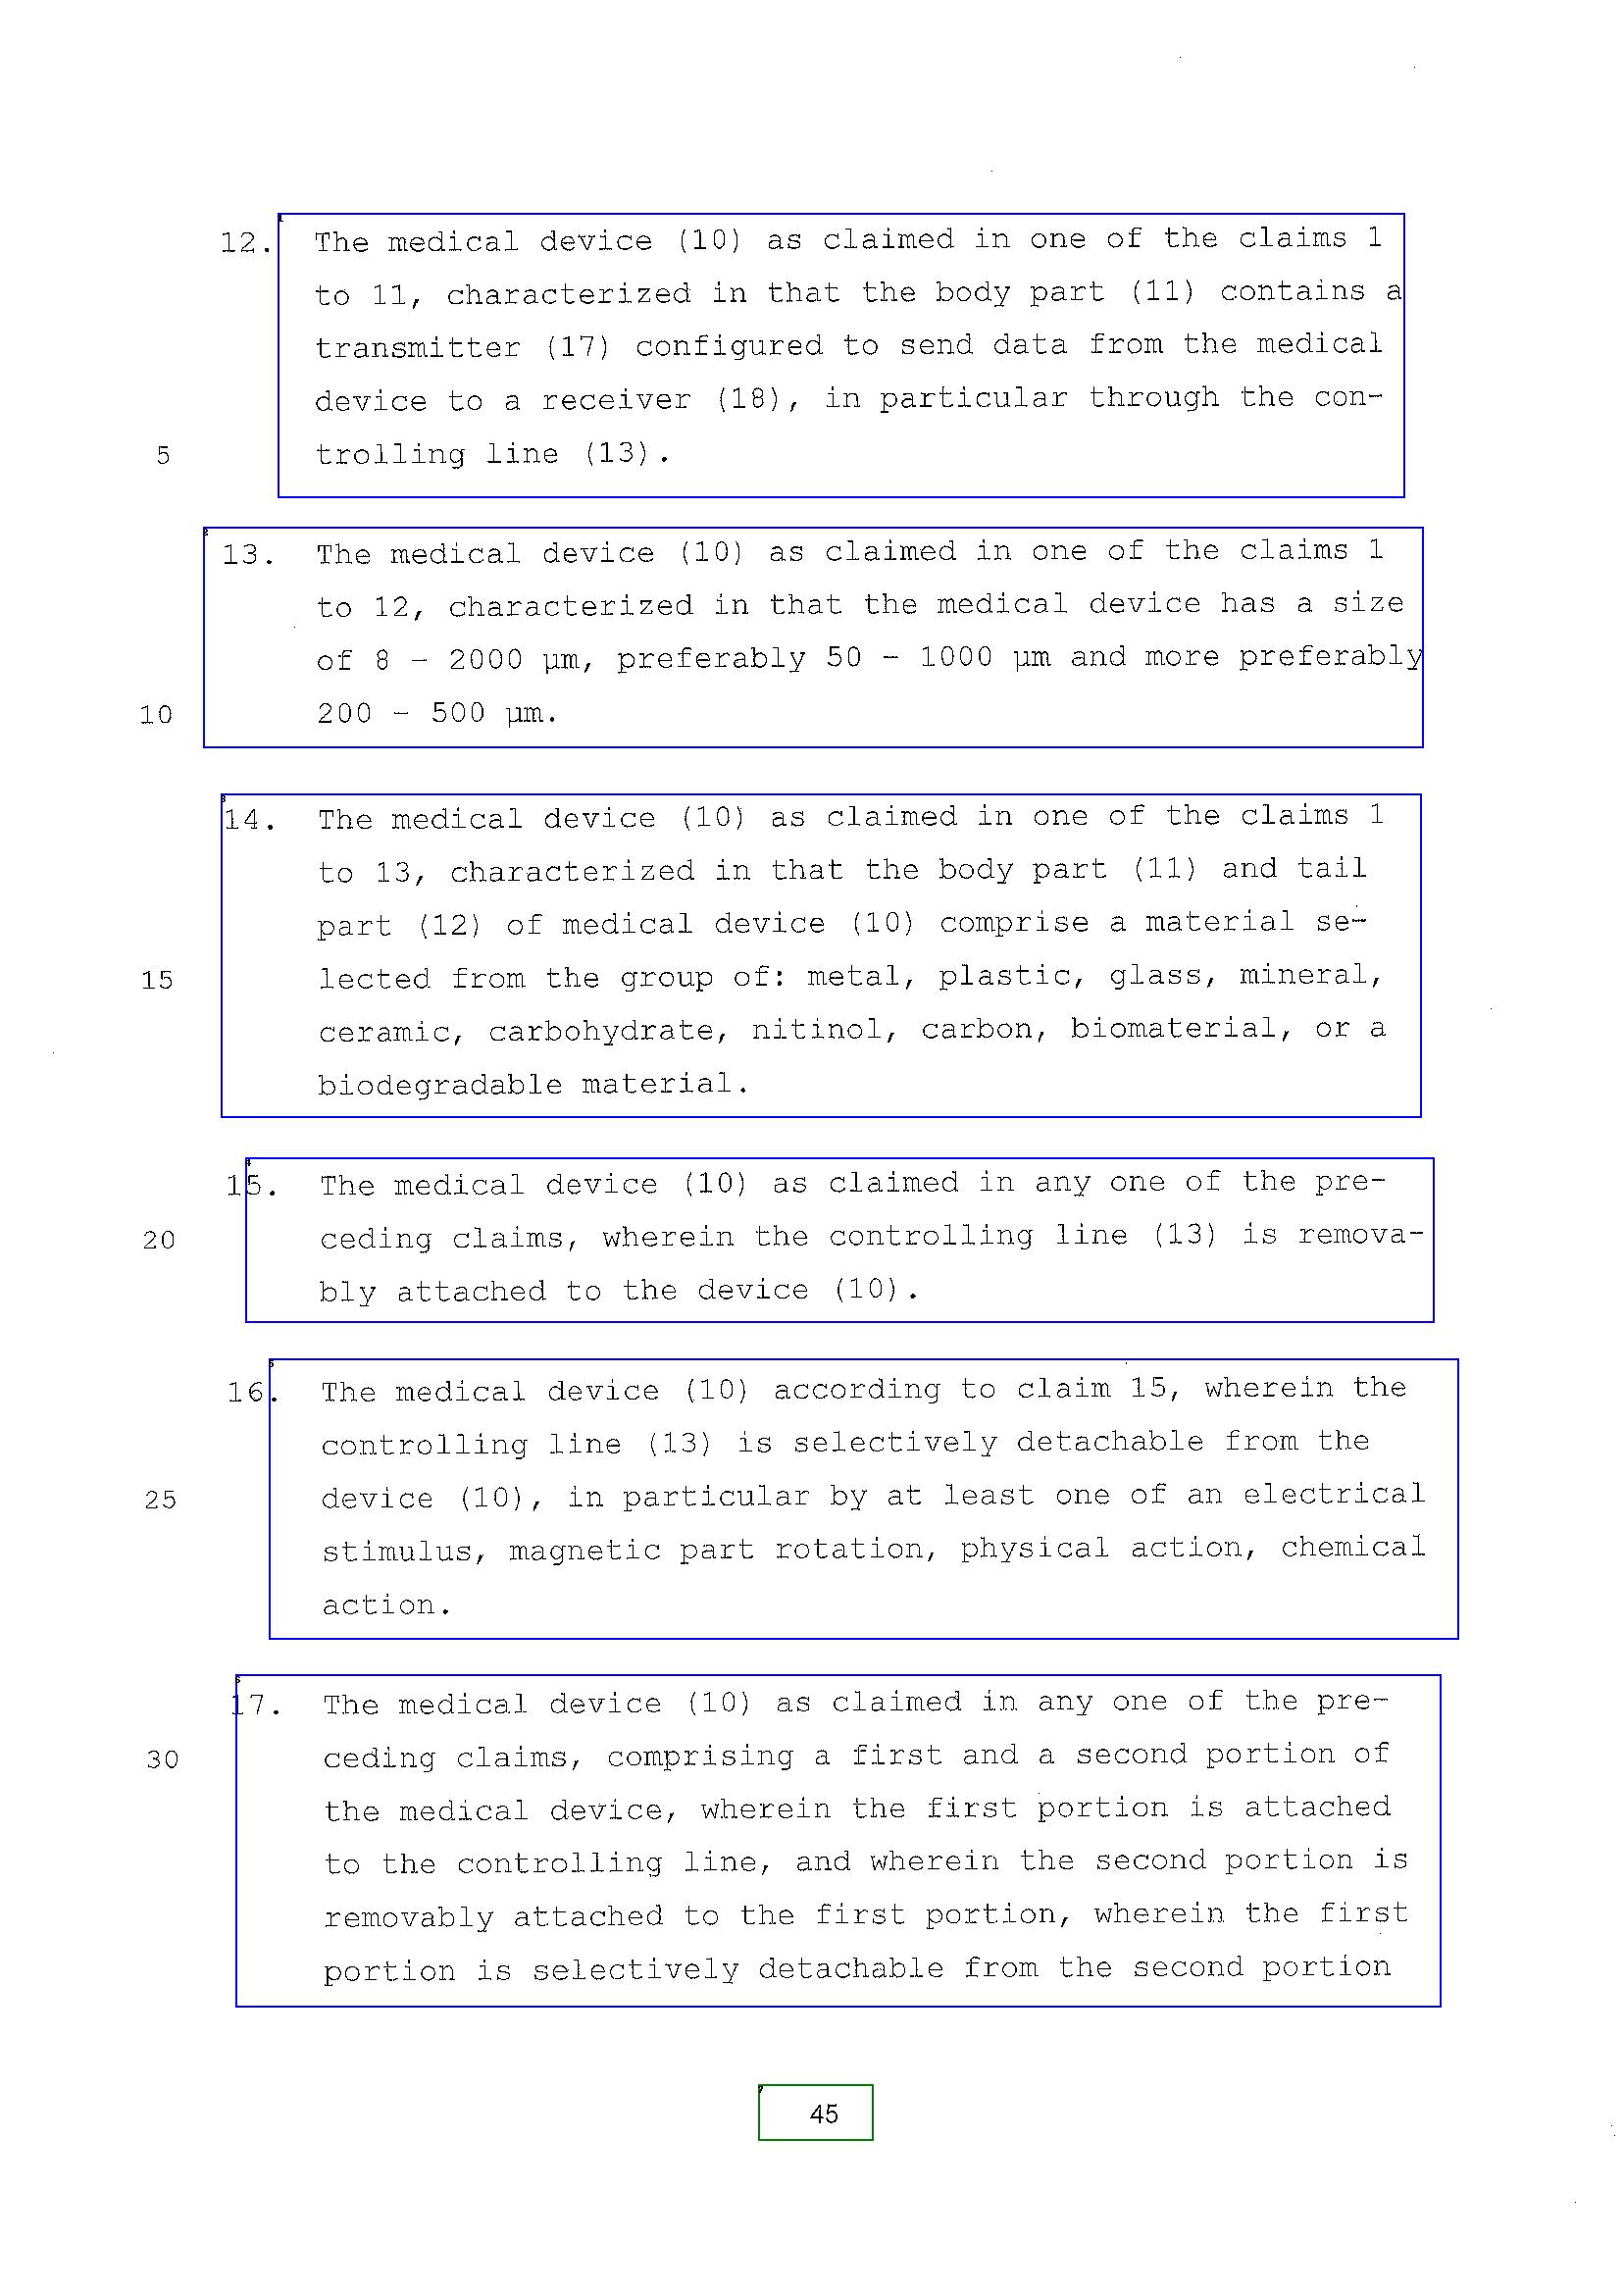 12. The medical device (10) as claimed in one of the claims 1
to 11, characterized in that the body part (11) contains a
transmitter (17) configured to send data from the medical
device to a receiver (18), in particular through the con-
5 trolling line (13).
13. The medical device (10) as claimed in one of the claims 1
to 12, characterized in that the medical device has a size
of 8 - 2000 µm, preferably 50 - 1000 µm and more preferably
10 200 - 500 µm.
14. The medical device (10) as claimed in one of the claims 1
to 13, characterized in that the body part (11) and tail
part (12) of medical device (10) comprise a material se-
15 lected from the group of: metal, plastic, glass, mineral,
ceramic, carbohydrate, nitinol, carbon, biomaterial, or a
biodegradable material.
15. The medical device (10) as claimed in any one of the pre-
20 ceding claims, wherein the controlling line (13) is remova-
bly attached to the device (10).
16. The medical device (10) according to claim 15, wherein the
controlling line (13) is selectively detachable from the
25 device (10), in particular by at least one of an electrical
stimulus, magnetic part rotation, physical action, chemical
action.
17. The medical device (10) as claimed in any one of the pre-
30 ceding claims, comprising a first and a second portion of
the medical device, wherein the first portion is attached
to the controlling line, and wherein the second portion is
removably attached to the first portion, wherein the first
portion is selectively detachable from the second portion
45